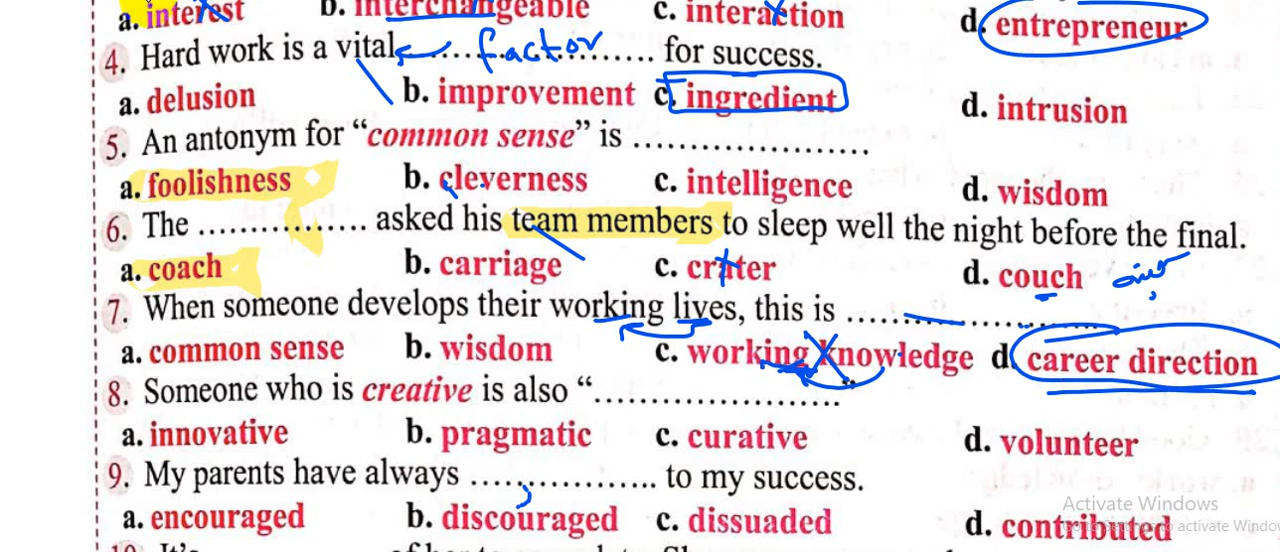 a. interest b. interchangeable c. interaction d. entrepreneur
4. Hard work is a vital ........ factor ........ for success.
a. delusion b. improvement c. ingredient d. intrusion
5. An antonym for “common sense” is ......................
a. foolishness b. cleverness c. intelligence d. wisdom
6. The .................. asked his team members to sleep well the night before the final.
a. coach b. carriage c. crater d. couch
7. When someone develops their working lives, this is .........................
a. common sense b. wisdom c. working knowledge d. career direction
8. Someone who is creative is also “.........................
a. innovative b. pragmatic c. curative d. volunteer
9. My parents have always .................... to my success.
a. encouraged b. discouraged c. dissuaded d. contributed
Activate Windows
10. It's